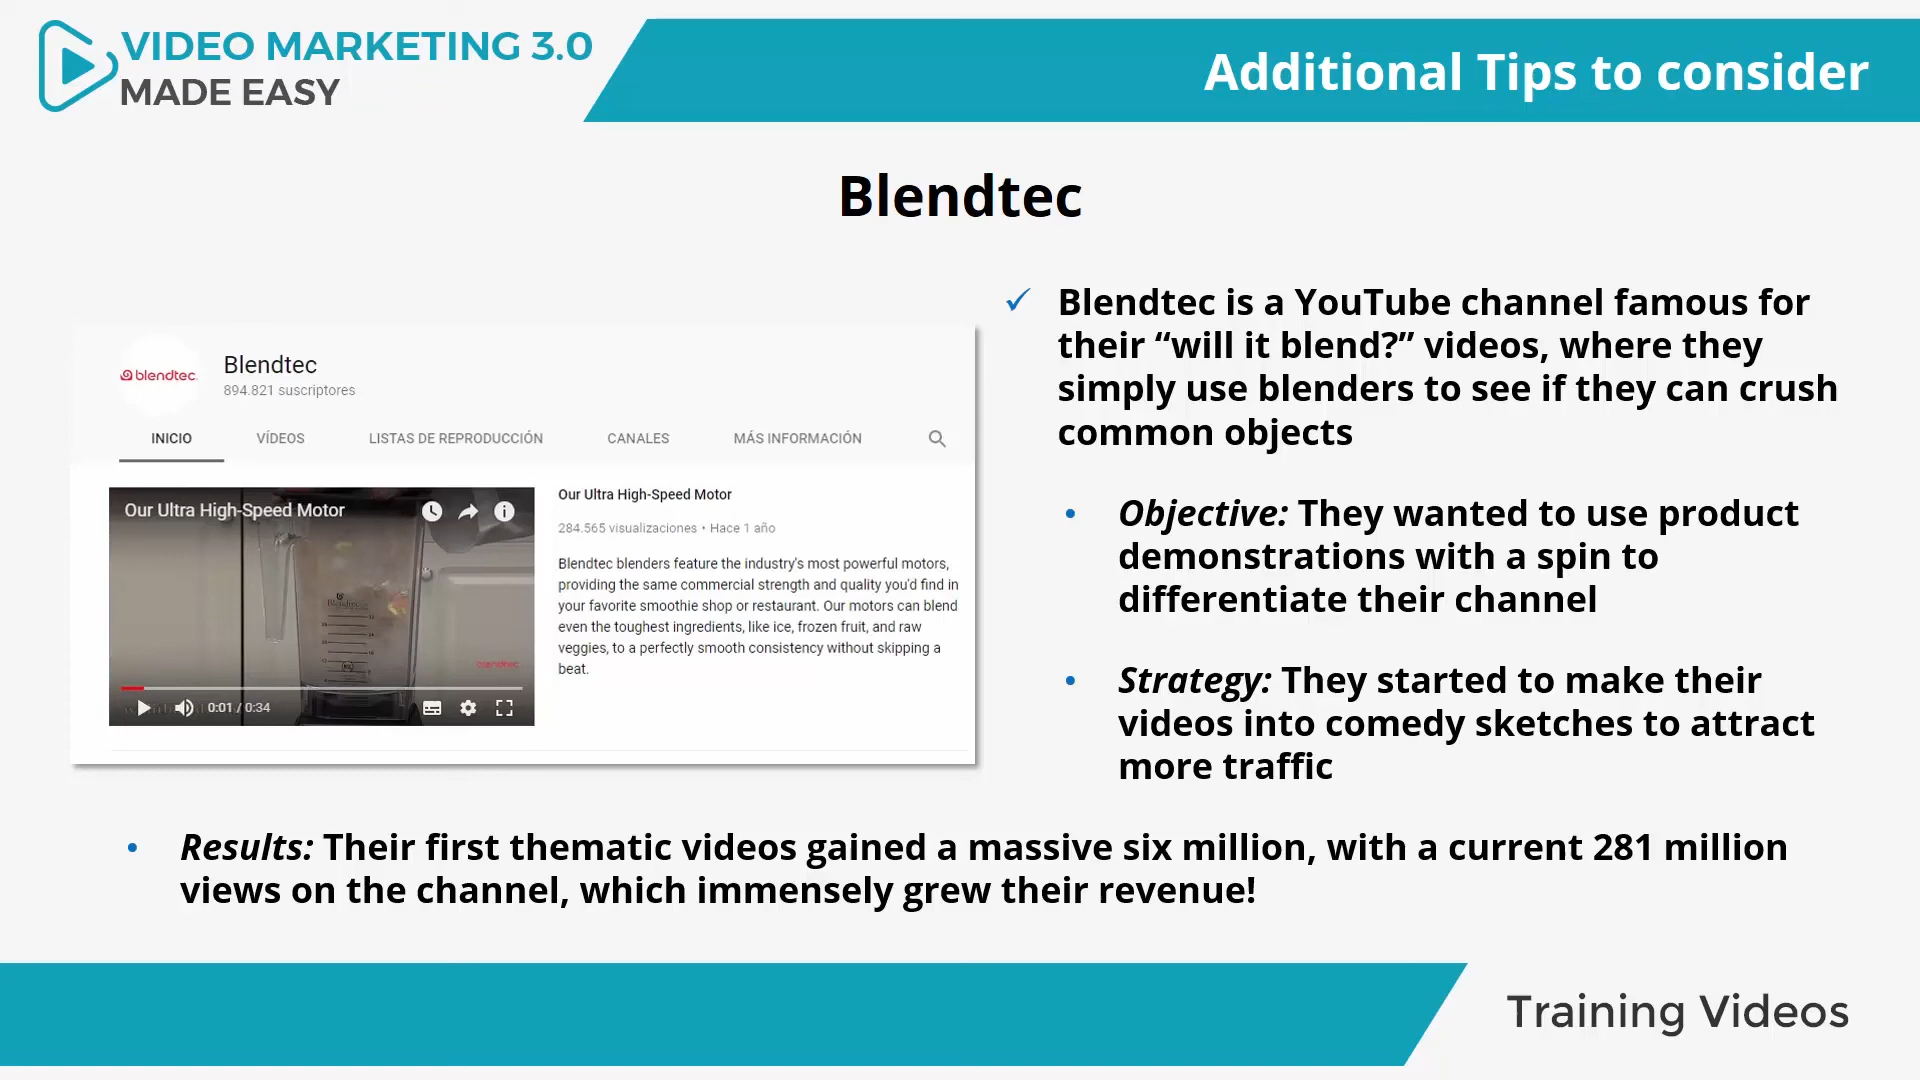 VIDEO MARKETING 3.0
MADE EASY
Additional Tips to consider
Blendtec
blendtec.
Blendtec
894.821 suscriptores
INICIO VÍDEOS LISTAS DE REPRODUCCIÓN CANALES MÁS INFORMACIÓN
Our Ultra High-Speed Motor
Blendtec
blendtec
0:01 / 0:34
Our Ultra High-Speed Motor
284.565 visualizaciones • Hace 1 año
Blendtec blenders feature the industry's most powerful motors,
providing the same commercial strength and quality you'd find in
your favorite smoothie shop or restaurant. Our motors can blend
even the toughest ingredients, like ice, frozen fruit, and raw
veggies, to a perfectly smooth consistency without skipping a
beat.
✓ Blendtec is a YouTube channel famous for
their “will it blend?” videos, where they
simply use blenders to see if they can crush
common objects
• Objective: They wanted to use product
demonstrations with a spin to
differentiate their channel
• Strategy: They started to make their
videos into comedy sketches to attract
more traffic
• Results: Their first thematic videos gained a massive six million, with a current 281 million
views on the channel, which immensely grew their revenue!
Training Videos